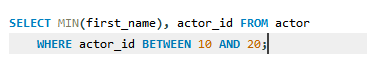 SELECT MIN(first_name), actor_id FROM actor
WHERE actor_id BETWEEN 10 AND 20;